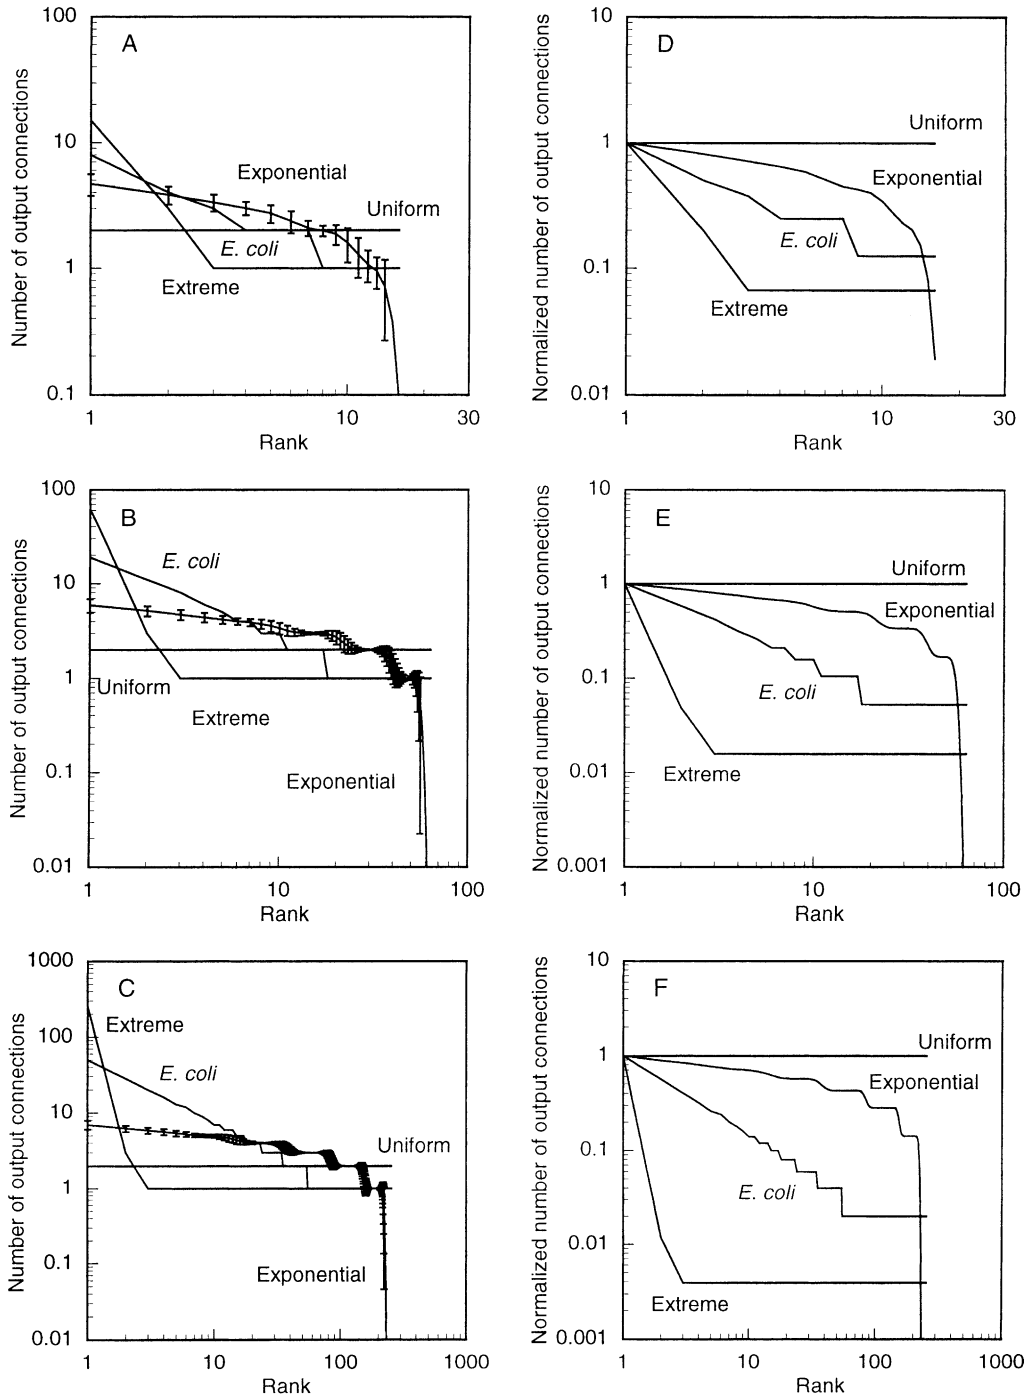 A
Number of output connections
100
10
1
0.1
Exponential
Uniform
E. coli
Extreme
1
10
30
Rank
D
Normalized number of output connections
10
1
0.1
0.01
Uniform
Exponential
E. coli
Extreme
1
10
30
Rank
B
Number of output connections
100
10
1
0.1
0.01
E. coli
Uniform
Extreme
Exponential
1
10
100
Rank
E
Normalized number of output connections
10
1
0.1
0.01
0.001
Uniform
Exponential
E. coli
Extreme
1
10
100
Rank
C
Number of output connections
1000
100
10
1
0.1
0.01
Extreme
E. coli
Uniform
Exponential
1
10
100
1000
Rank
F
Normalized number of output connections
10
1
0.1
0.01
0.001
Uniform
Exponential
E. coli
Extreme
1
10
100
1000
Rank